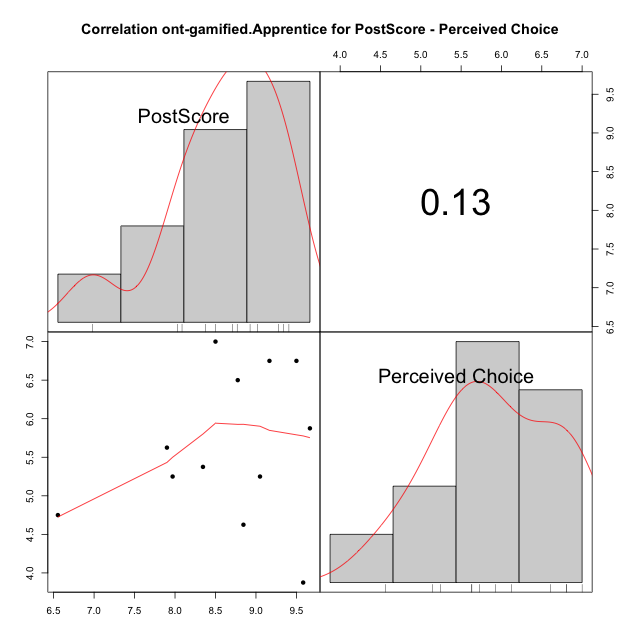 Correlation ont-gamified.Apprentice for PostScore - Perceived Choice
4.0 4.5 5.0 5.5 6.0 6.5 7.0
PostScore
0.13
6.5 7.0 7.5 8.0 8.5 9.0 9.5
4.0 4.5 5.0 5.5 6.0 6.5 7.0
Perceived Choice
6.5 7.0 7.5 8.0 8.5 9.0 9.5